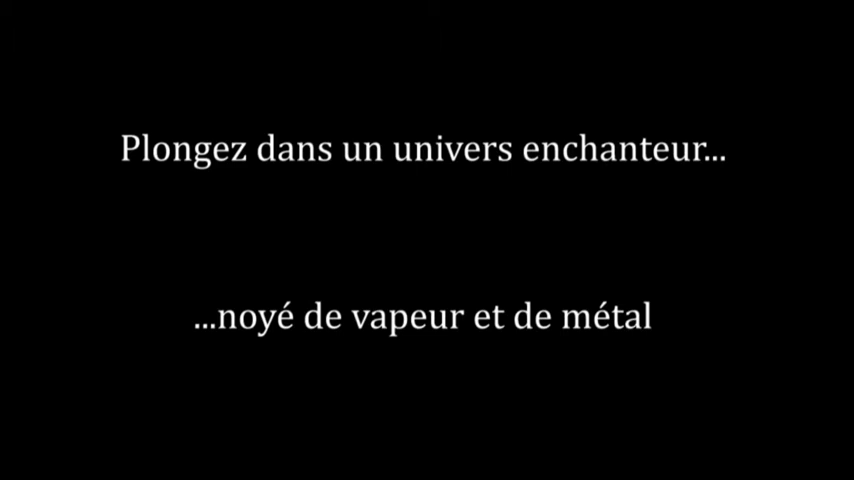 Plongez dans un univers enchanteur...
...noyé de vapeur et de métal